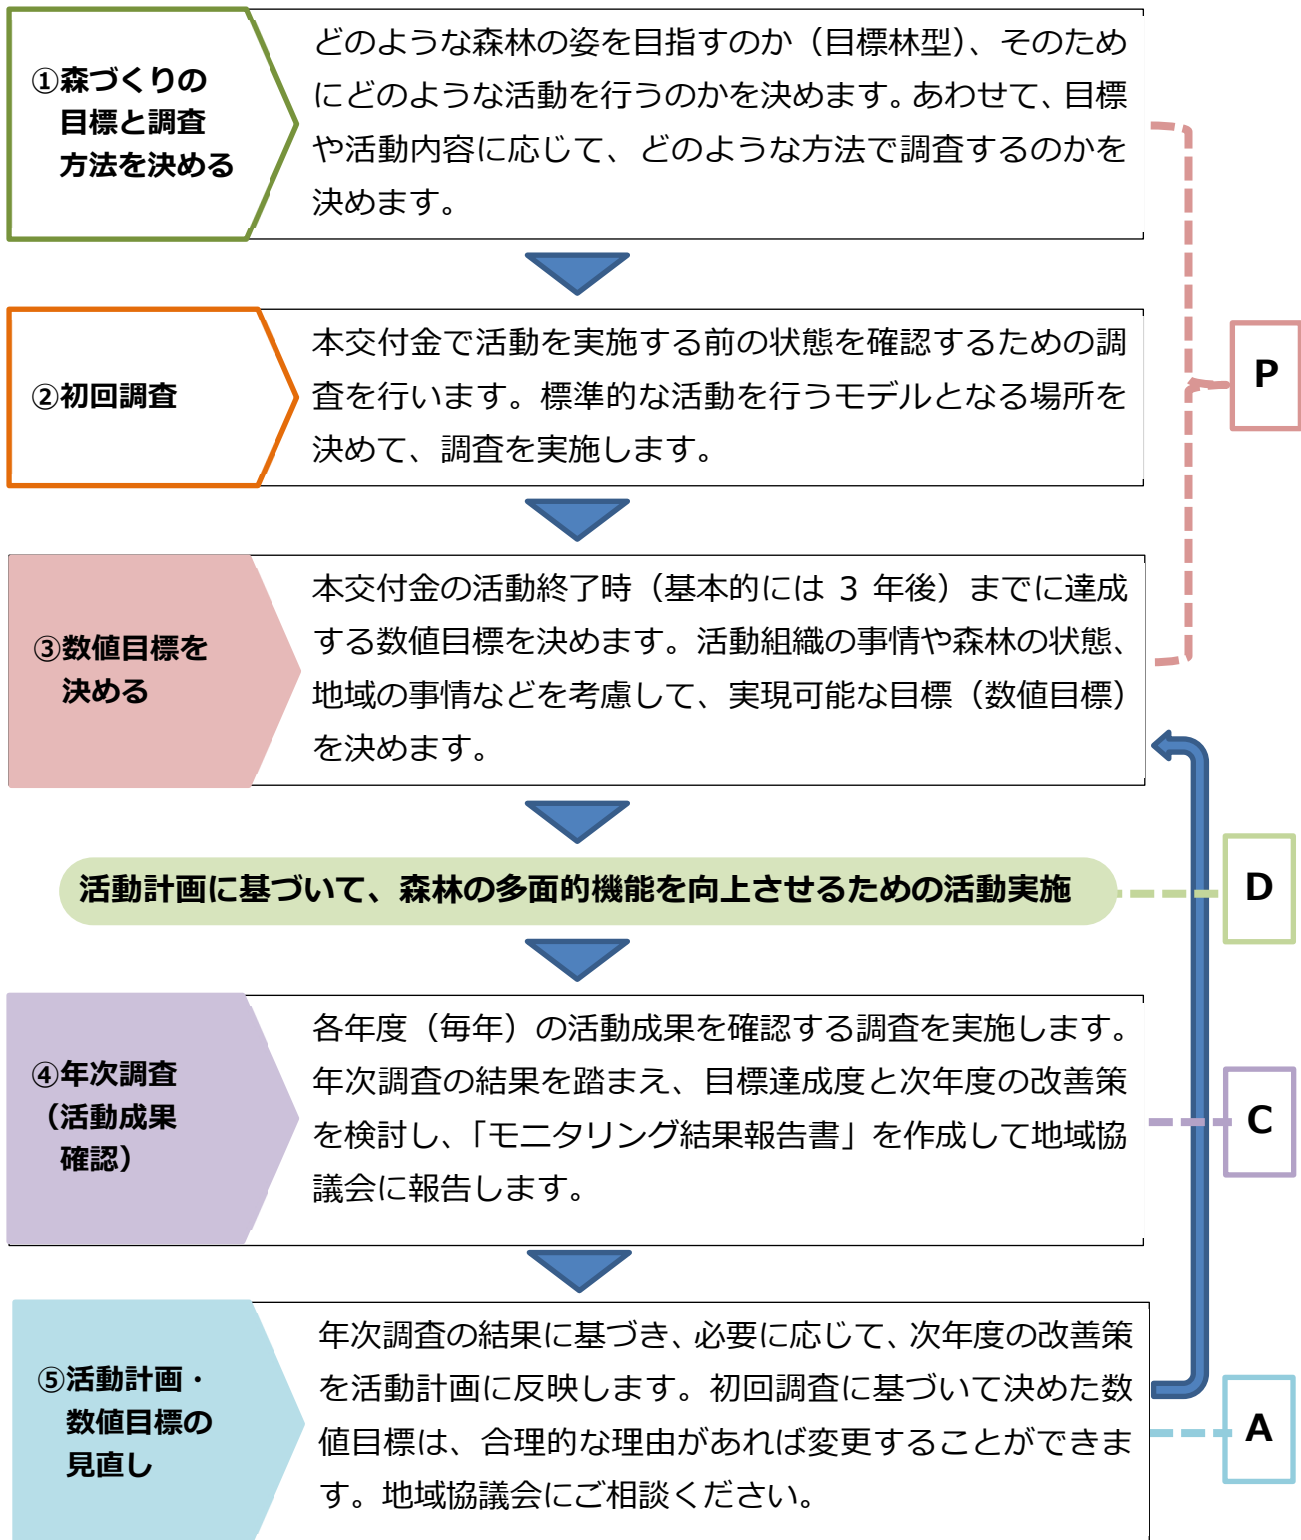 ①森づくりの
目標と調査
方法を決める
どのような森林の姿を目指すのか（目標林型）、そのため
にどのような活動を行うのかを決めます。あわせて、目標
や活動内容に応じて、どのような方法で調査するのかを
決めます。
②初回調査
本交付金で活動を実施する前の状態を確認するための調
査を行います。標準的な活動を行うモデルとなる場所を
決めて、調査を実施します。
P
③数値目標を
決める
本交付金の活動終了時（基本的には 3 年後）までに達成
する数値目標を決めます。活動組織の事情や森林の状態、
地域の事情などを考慮して、実現可能な目標（数値目標）
を決めます。
活動計画に基づいて、森林の多面的機能を向上させるための活動実施
D
④年次調査
（活動成果
確認）
各年度（毎年）の活動成果を確認する調査を実施します。
年次調査の結果を踏まえ、目標達成度と次年度の改善策
を検討し、「モニタリング結果報告書」を作成して地域協
議会に報告します。
C
⑤活動計画・
数値目標の
見直し
年次調査の結果に基づき、必要に応じて、次年度の改善策
を活動計画に反映します。初回調査に基づいて決めた数
値目標は、合理的な理由があれば変更することができま
す。地域協議会にご相談ください。
A